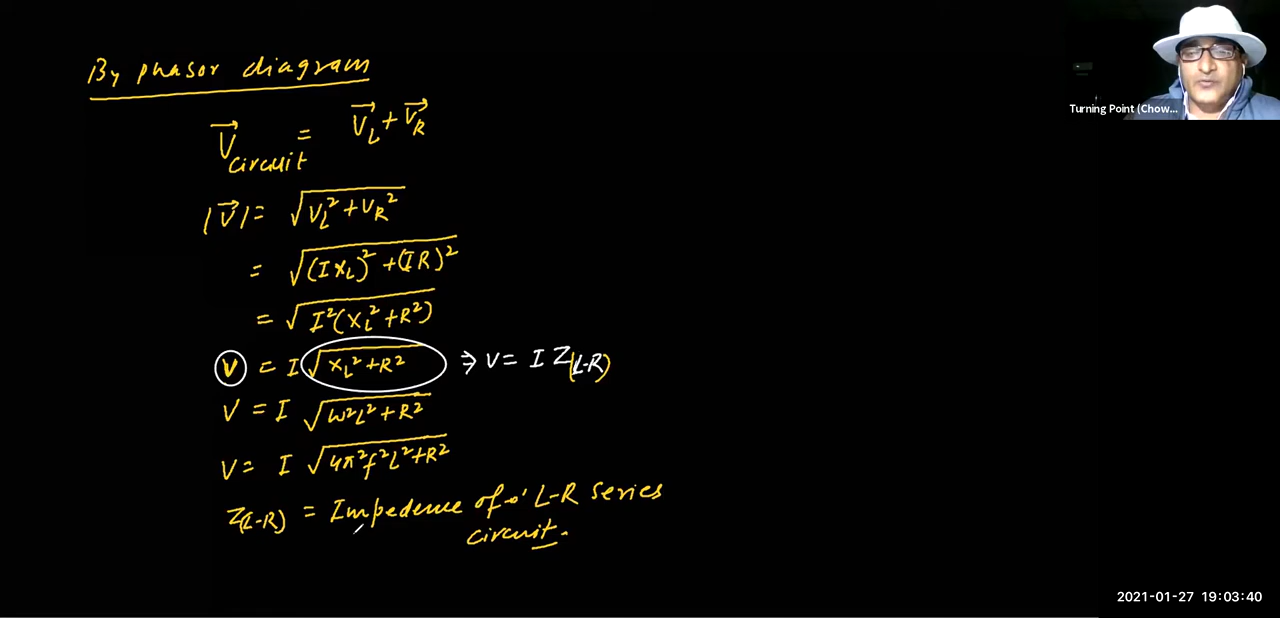 By phasor diagram
V⃗circuit = V⃗L + V⃗R
|V⃗| = √(VL² + VR²)
= √((IXL)² + (IR)²)
= √(I²(XL² + R²))
V = I √(XL² + R²) ⇒ V = I Z(L-R)
V = I √(ω²L² + R²)
V = I √(4π²f²L² + R²)
Z(L-R) = Impedence of L-R series
circuit.
Turning Point (Chow...
2021-01-27 19:03:40